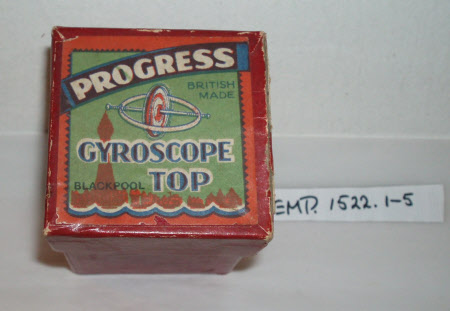 PROGRESS
BRITISH
MADE
GYROSCOPE
BLACKPOOL TOP
EMP. 1522.1-5